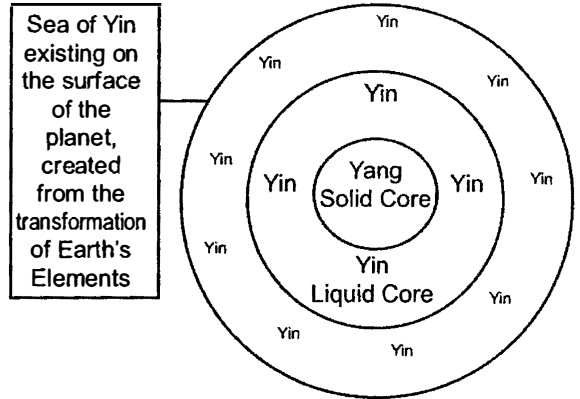 Sea of Yin
existing on
the surface
of the
planet,
created
from the
transformation
of Earth's
Elements
Yin
Yin
Yin
Yin
Yin
Yin
Yin
Yin
Yin
Yin
Yin
Yin
Yang
Solid Core
Yin
Liquid Core